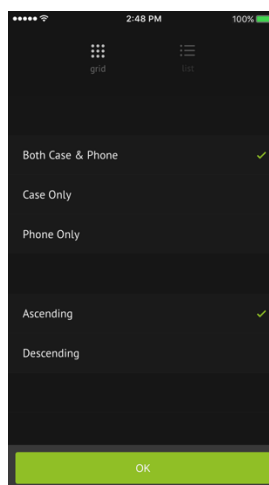 2:48 PM 100%
grid list
Both Case & Phone
Case Only
Phone Only
Ascending
Descending
OK